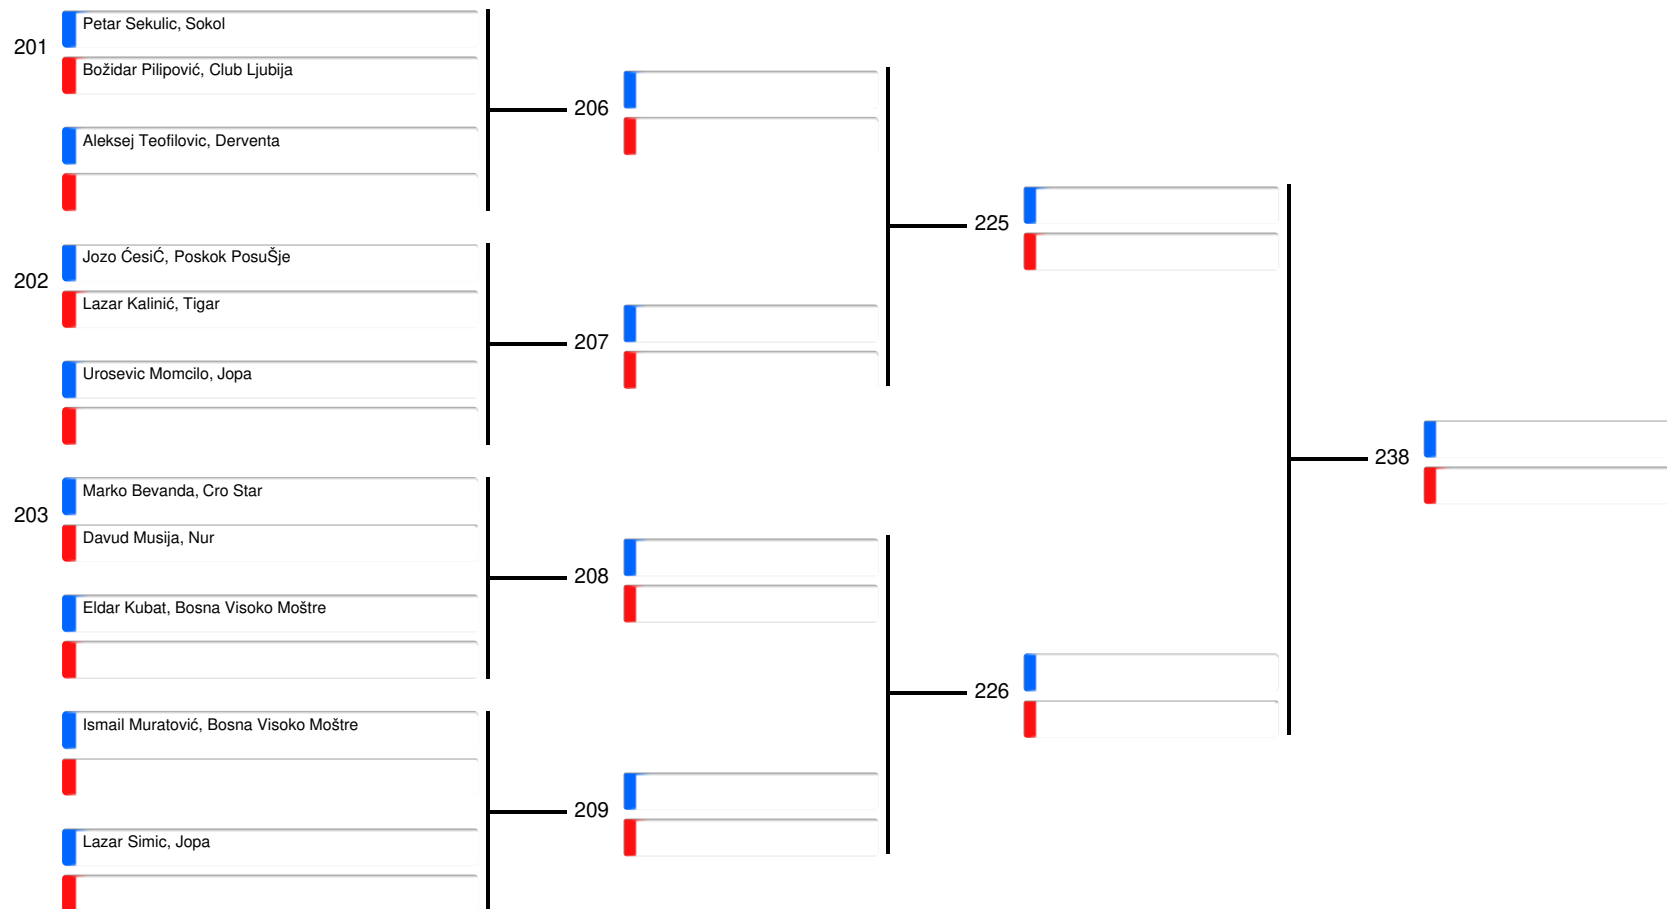 Petar Sekulic, Sokol
201
Božidar Pilipović, Club Ljubija
206
Aleksej Teofilovic, Derventa
225
Jozo ĆesiĆ, Poskok PosuŠje
202
Lazar Kalinić, Tigar
207
Urosevic Momcilo, Jopa
238
Marko Bevanda, Cro Star
203
Davud Musija, Nur
208
Eldar Kubat, Bosna Visoko Moštre
226
Ismail Muratović, Bosna Visoko Moštre
209
Lazar Simic, Jopa